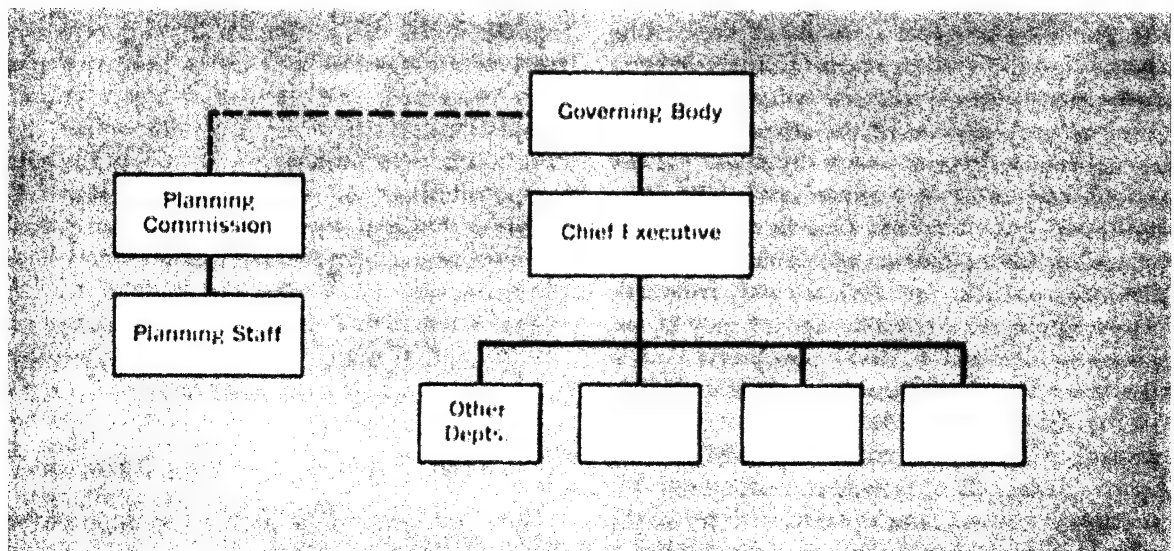 Governing Body
Planning
Commission
Chief Executive
Planning Staff
Other
Depts.